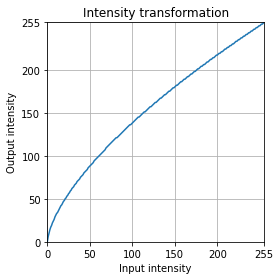 Intensity transformation
255
200
150
100
50
0
Output intensity
0 50 100 150 200 255
Input intensity